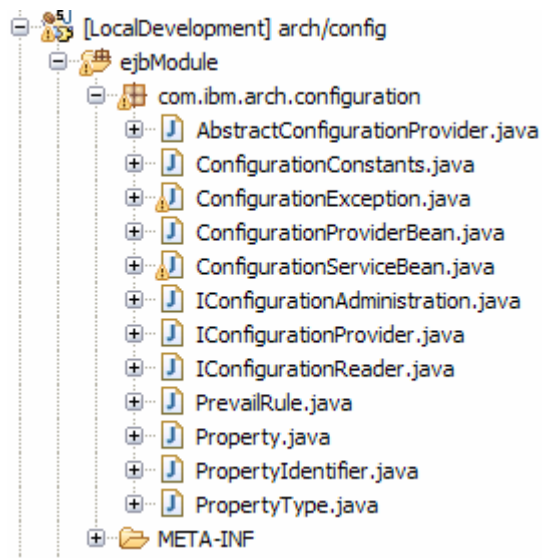 [LocalDevelopment] arch/config
ejbModule
com.ibm.arch.configuration
AbstractConfigurationProvider.java
ConfigurationConstants.java
ConfigurationException.java
ConfigurationProviderBean.java
ConfigurationServiceBean.java
IConfigurationAdministration.java
IConfigurationProvider.java
IConfigurationReader.java
PrevailRule.java
Property.java
PropertyIdentifier.java
PropertyType.java
META-INF